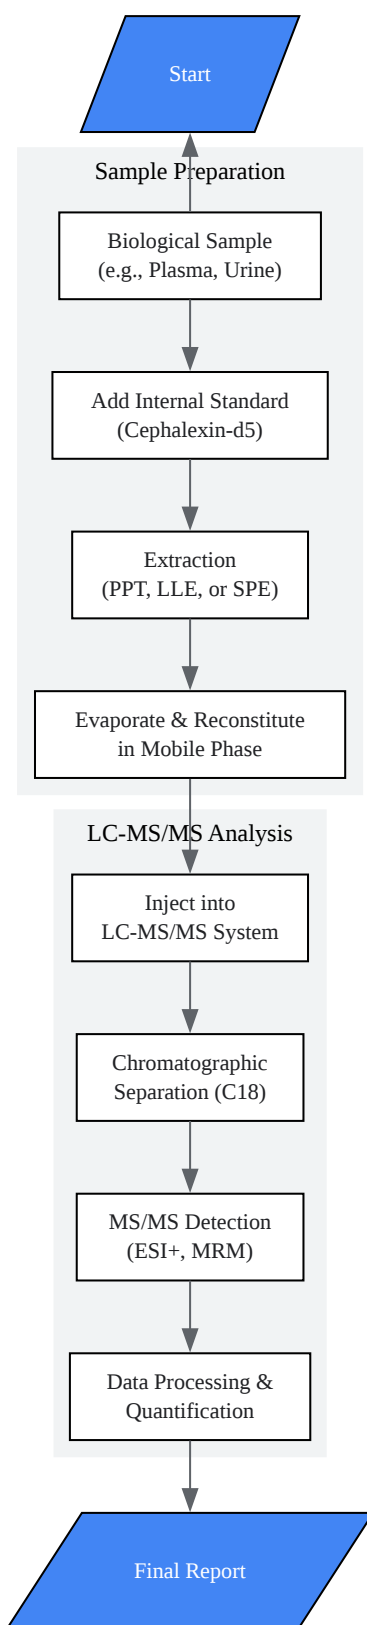 Start
Sample Preparation
Biological Sample
(e.g., Plasma, Urine)
Add Internal Standard
(Cephalexin-d5)
Extraction
(PPT, LLE, or SPE)
Evaporate & Reconstitute
in Mobile Phase
LC-MS/MS Analysis
Inject into
LC-MS/MS System
Chromatographic
Separation (C18)
MS/MS Detection
(ESI+, MRM)
Data Processing &
Quantification
Final Report